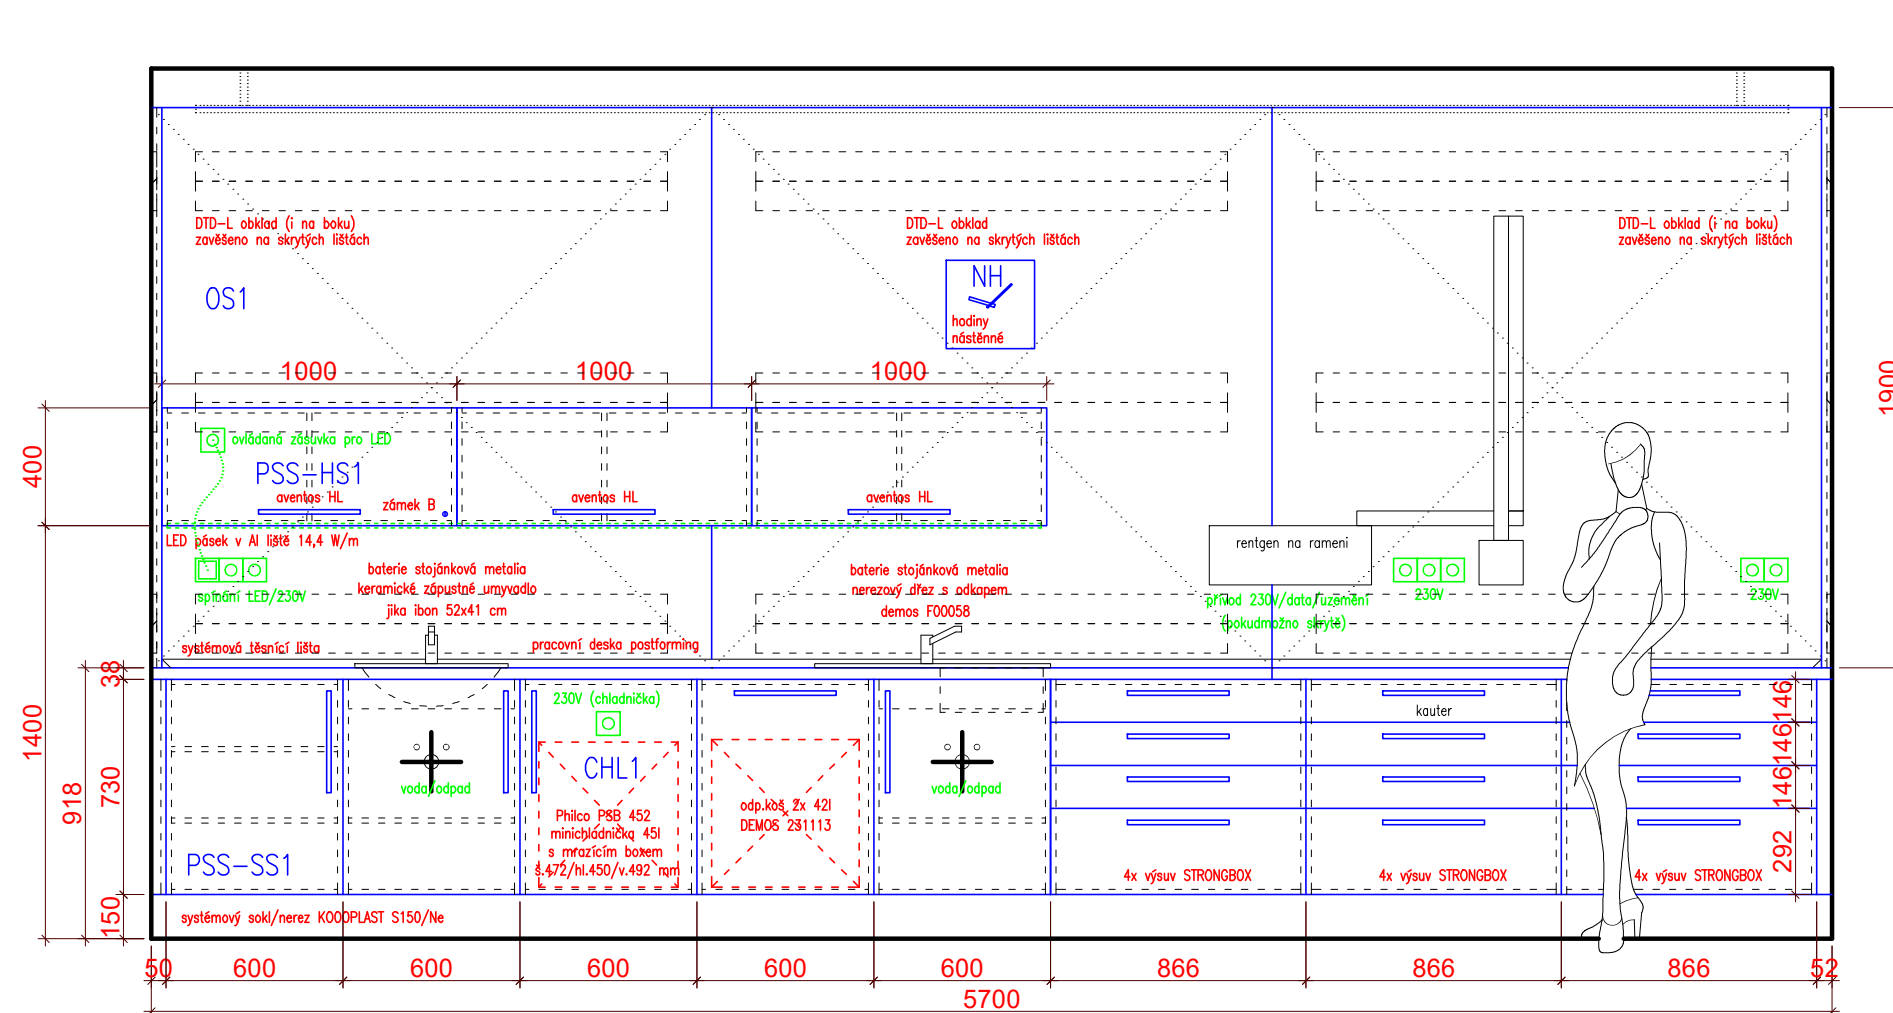 DTD-L obklad (i na boku)
zavěšeno na skrytých lištách
DTD-L obklad
zavěšeno na skrytých lištách
DTD-L obklad (i na boku)
zavěšeno na skrytých lištách
OS1
NH
hodiny
nástěnné
1900
1000
1000
1000
400
ovládaná zásuvka pro LED
PSS-HS1
aventos HL
zámek B
aventos HL
aventos HL
LED pásek v Al liště 14,4 W/m
spínání LED/230V
baterie stojánková metalia
keramické zápustné umyvadlo
jika ibon 52x41 cm
baterie stojánková metalia
nerezový dřez s odkapem
demos F00058
rentgen na rameni
přívod 230V/data/uzemění
(pokudmožno skrytě)
230V
230V
systémová těsnící lišta
pracovní deska postforming
38
1400
918
730
150
230V (chladnička)
CHL1
Philco PSB 452
minichladnička 45l
s mrazícím boxem
š.472/hl.450/v.492 mm
voda/odpad
odp.koš 2x 42l
DEMOS 231113
voda/odpad
kauter
146
146
146
292
PSS-SS1
4x výsuv STRONGBOX
4x výsuv STRONGBOX
4x výsuv STRONGBOX
systémový sokl/nerez KOOOPLAST S150/Ne
50
600
600
600
600
600
866
866
866
52
5700